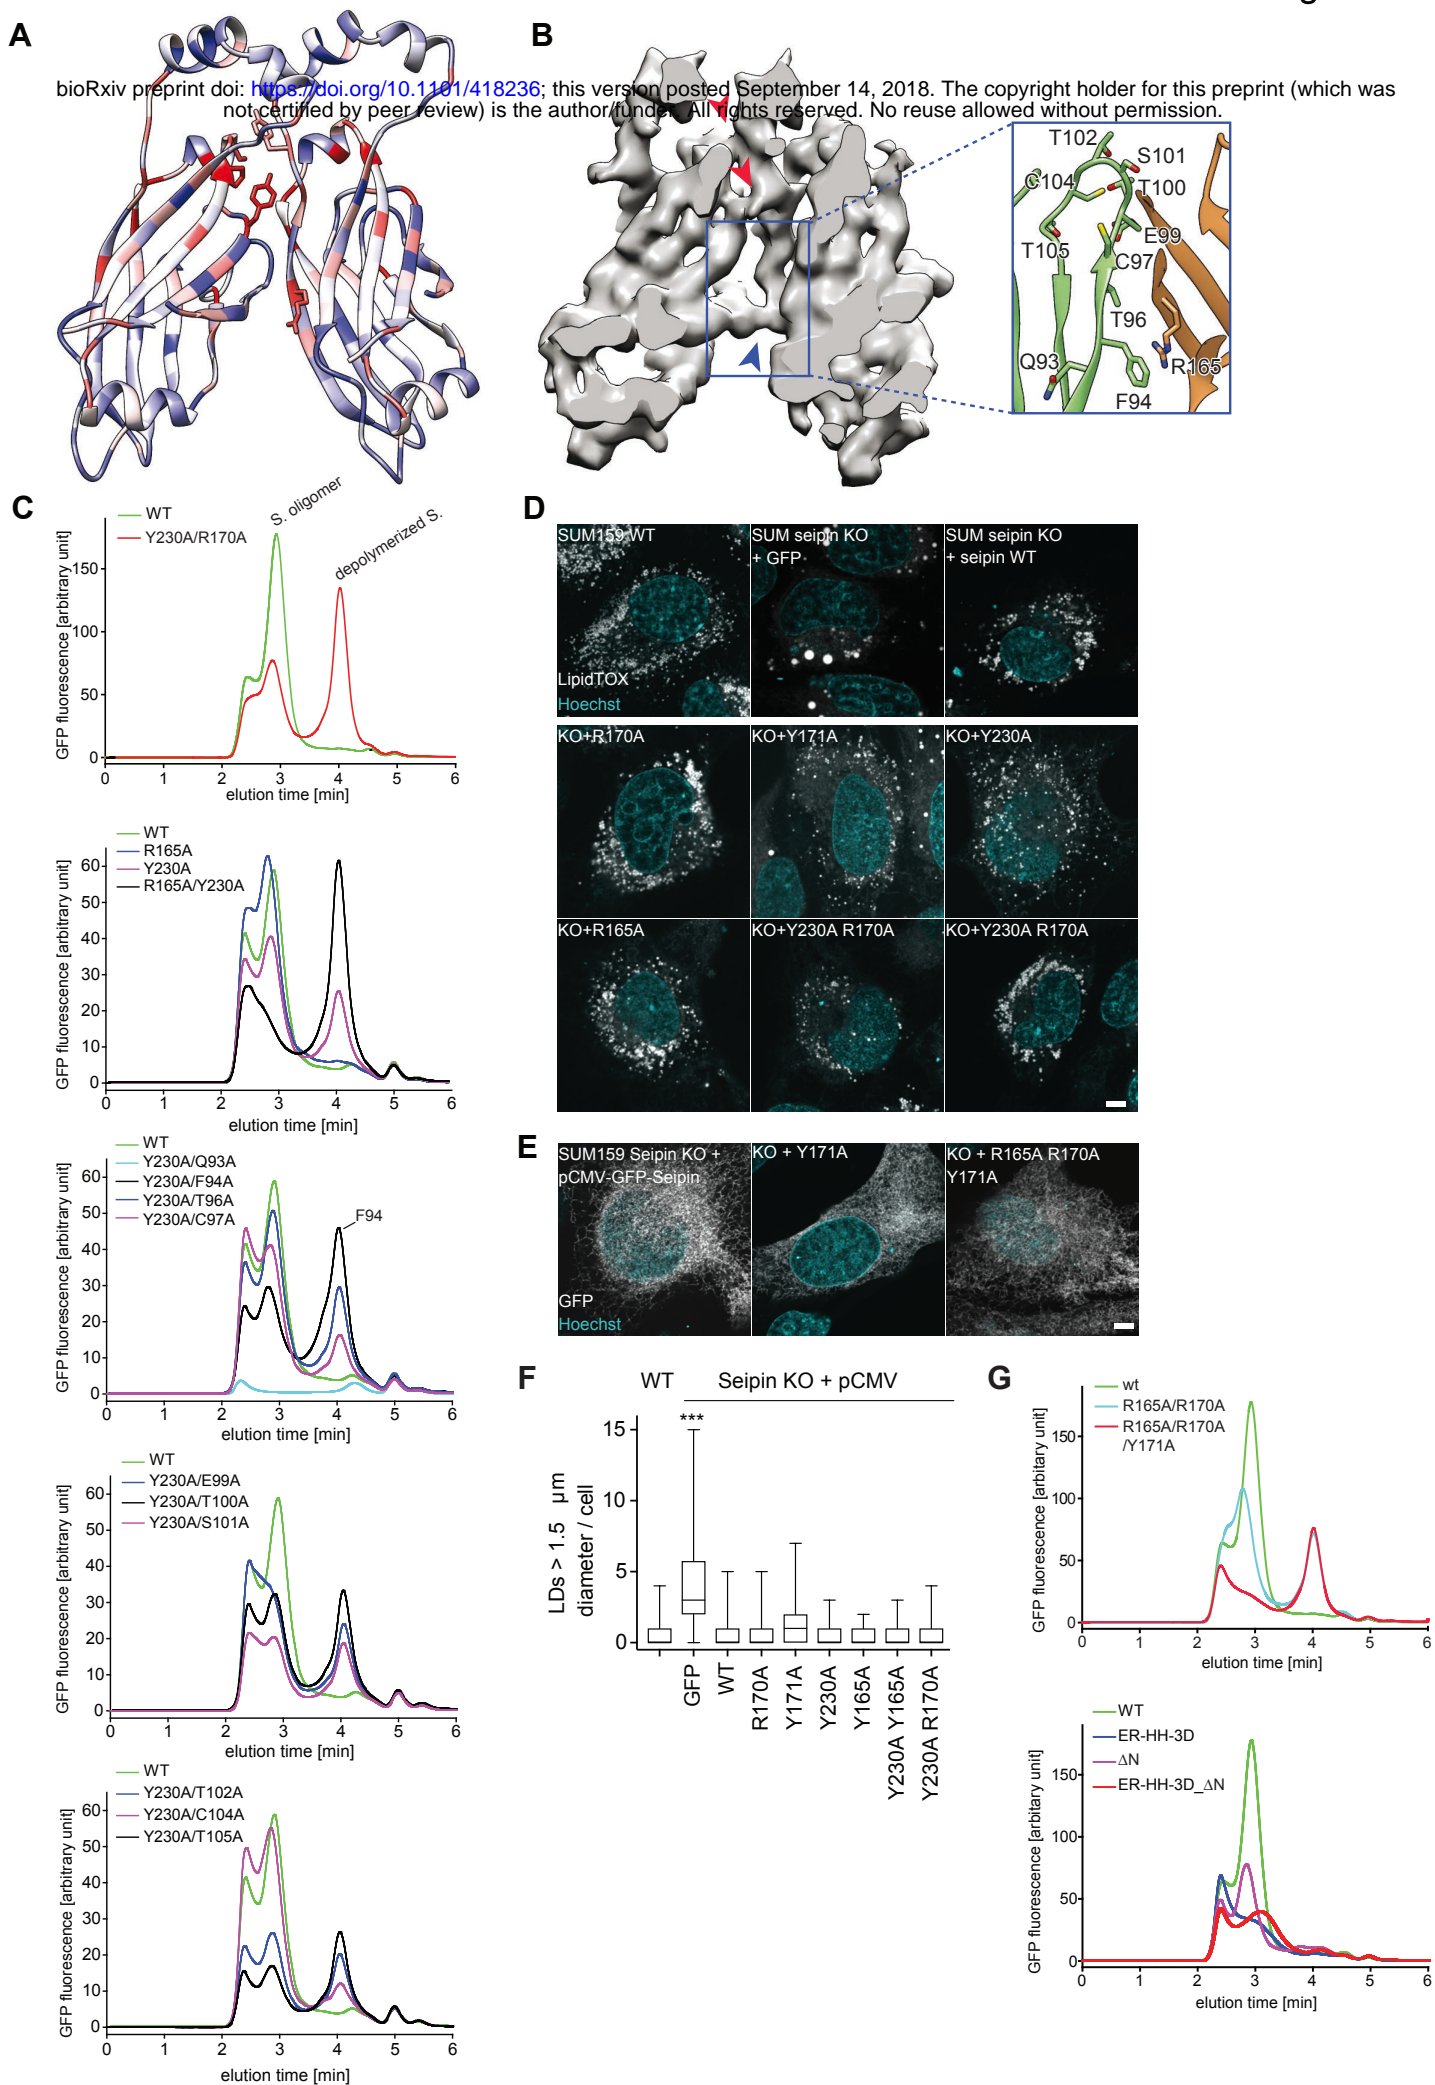 g
A
B
bioRxiv preprint doi: https://doi.org/10.1101/418236; this version posted September 14, 2018. The copyright holder for this preprint (which was
not certified by peer review) is the author/funder. All rights reserved. No reuse allowed without permission.
T102
S101
C104
T100
T105
E99
C97
T96
Q93
R165
F94
C
WT
Y230A/R170A
S. oligomer
depolymerized S.
GFP fluorescence [arbitrary unit]
150
100
50
0
0 1 2 3 4 5 6
elution time [min]
WT
R165A
Y230A
R165A/Y230A
GFP fluorescence [arbitrary unit]
60
50
40
30
20
10
0
0 1 2 3 4 5 6
elution time [min]
WT
Y230A/Q93A
Y230A/F94A
Y230A/T96A
Y230A/C97A
F94
GFP fluorescence [arbitrary unit]
60
50
40
30
20
10
0
0 1 2 3 4 5 6
elution time [min]
WT
Y230A/E99A
Y230A/T100A
Y230A/S101A
GFP fluorescence [arbitrary unit]
60
50
40
30
20
10
0
0 1 2 3 4 5 6
elution time [min]
WT
Y230A/T102A
Y230A/C104A
Y230A/T105A
GFP fluorescence [arbitrary unit]
60
50
40
30
20
10
0
0 1 2 3 4 5 6
elution time [min]
D
SUM159 WT
LipidTOX
Hoechst
SUM seipin KO
+ GFP
SUM seipin KO
+ seipin WT
KO+R170A
KO+Y171A
KO+Y230A
KO+R165A
KO+Y230A R170A
KO+Y230A R170A
E
SUM159 Seipin KO +
pCMV-GFP-Seipin
GFP
Hoechst
KO + Y171A
KO + R165A R170A
Y171A
F
WT
Seipin KO + pCMV
***
LDs > 1.5 μm
diameter / cell
15
10
5
0
GFP
WT
R170A
Y171A
Y230A
Y165A
Y230A Y165A
Y230A R170A
G
wt
R165A/R170A
R165A/R170A
/Y171A
GFP fluorescence [arbitary unit]
150
100
50
0
0 1 2 3 4 5 6
elution time [min]
WT
ER-HH-3D
ΔN
ER-HH-3D_ΔN
GFP fluorescence [arbitary unit]
150
100
50
0
0 1 2 3 4 5 6
elution time [min]